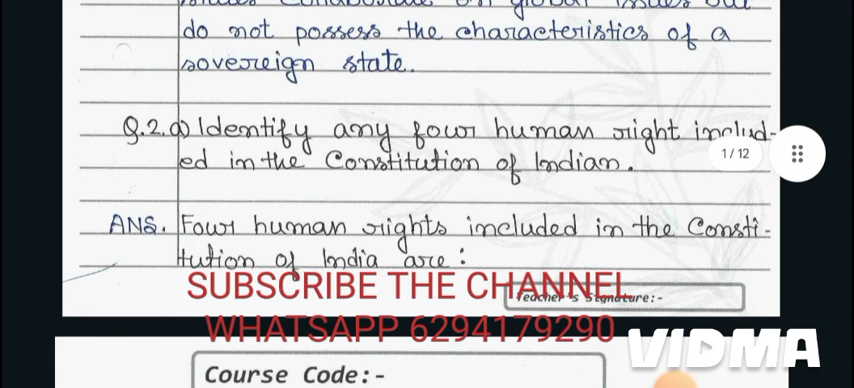 do not possess the characteristics of a
sovereign state.
Q.2.a) Identify any four human right includ-
ed in the Constitution of Indian.
1/12
ANS. Four human rights included in the Consti-
tution of India are:
SUBSCRIBE THE CHANNEL
Teacher's Signature:-
WHATSAPP 6294179290
VIDMA
Course Code:-